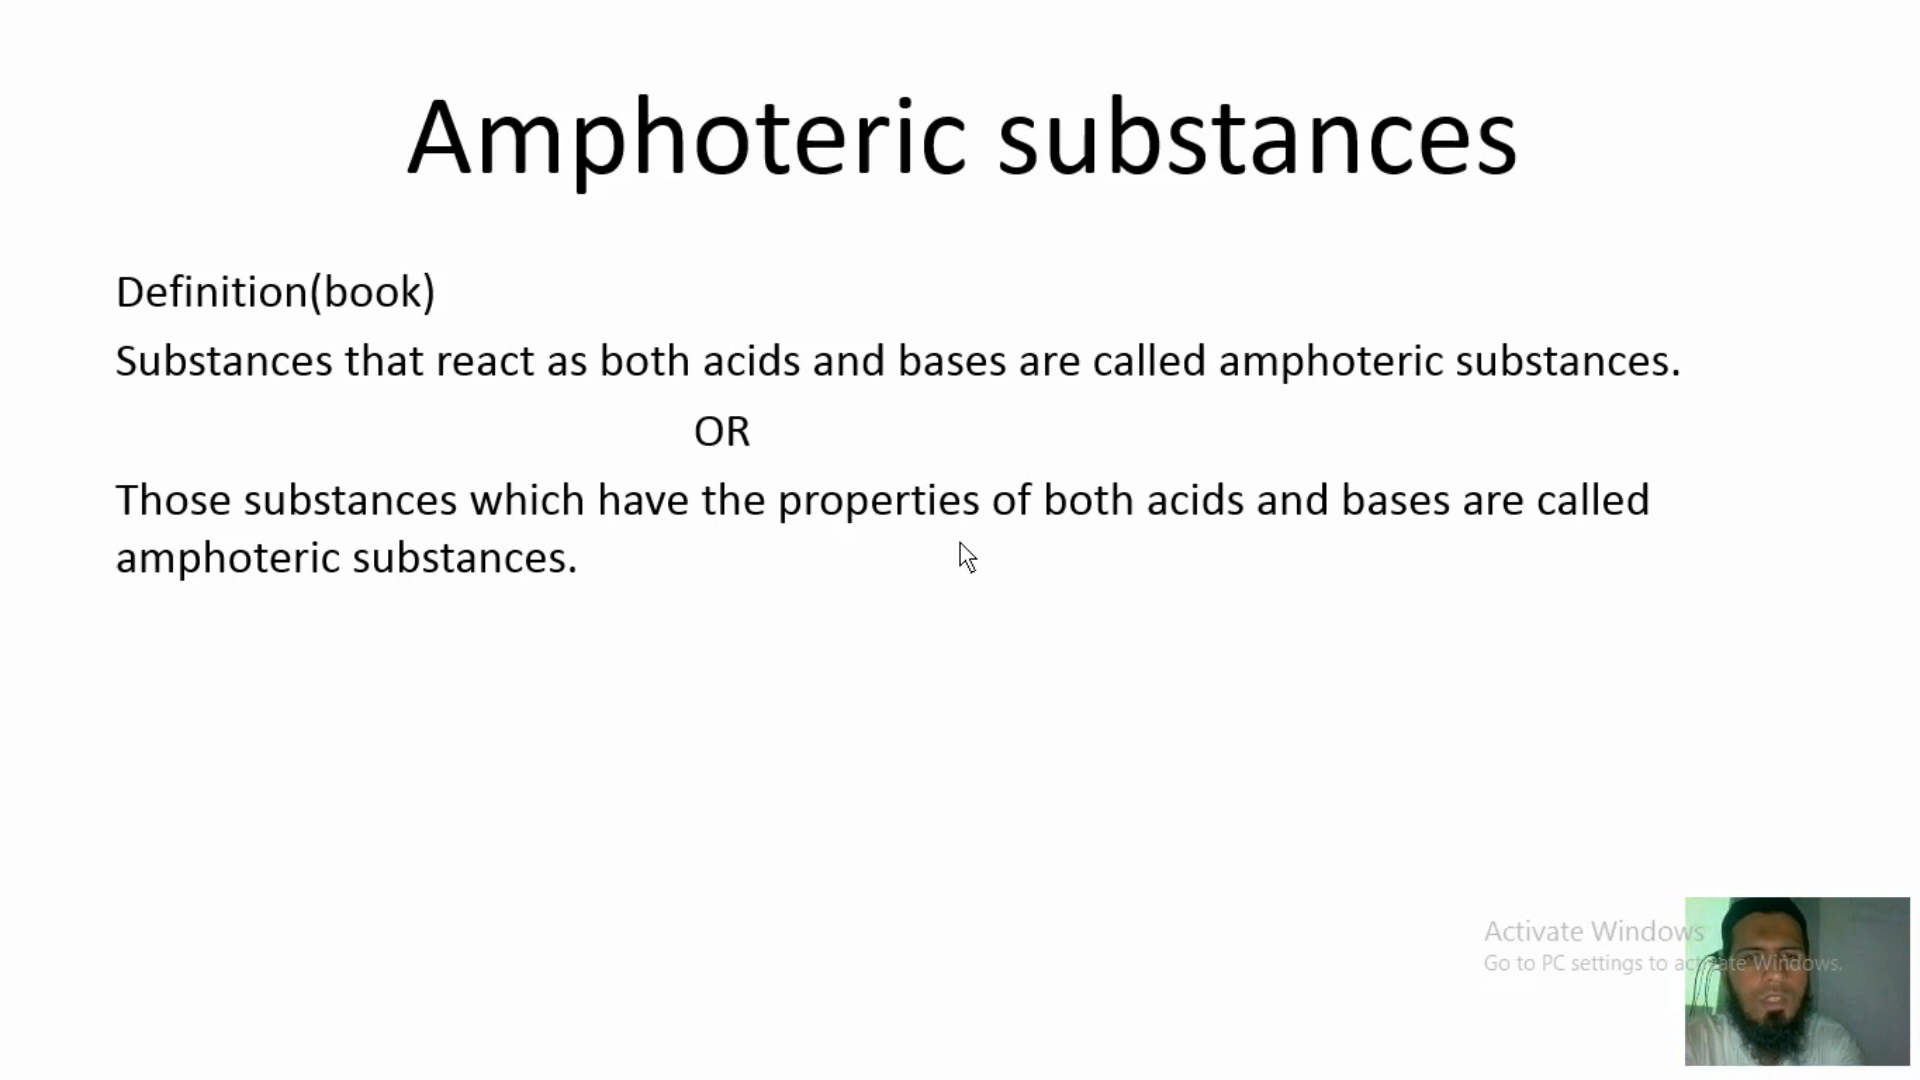 Amphoteric substances
Definition(book)
Substances that react as both acids and bases are called amphoteric substances.
OR
Those substances which have the properties of both acids and bases are called
amphoteric substances.
Activate Windows
Go to PC settings to activate Windows.